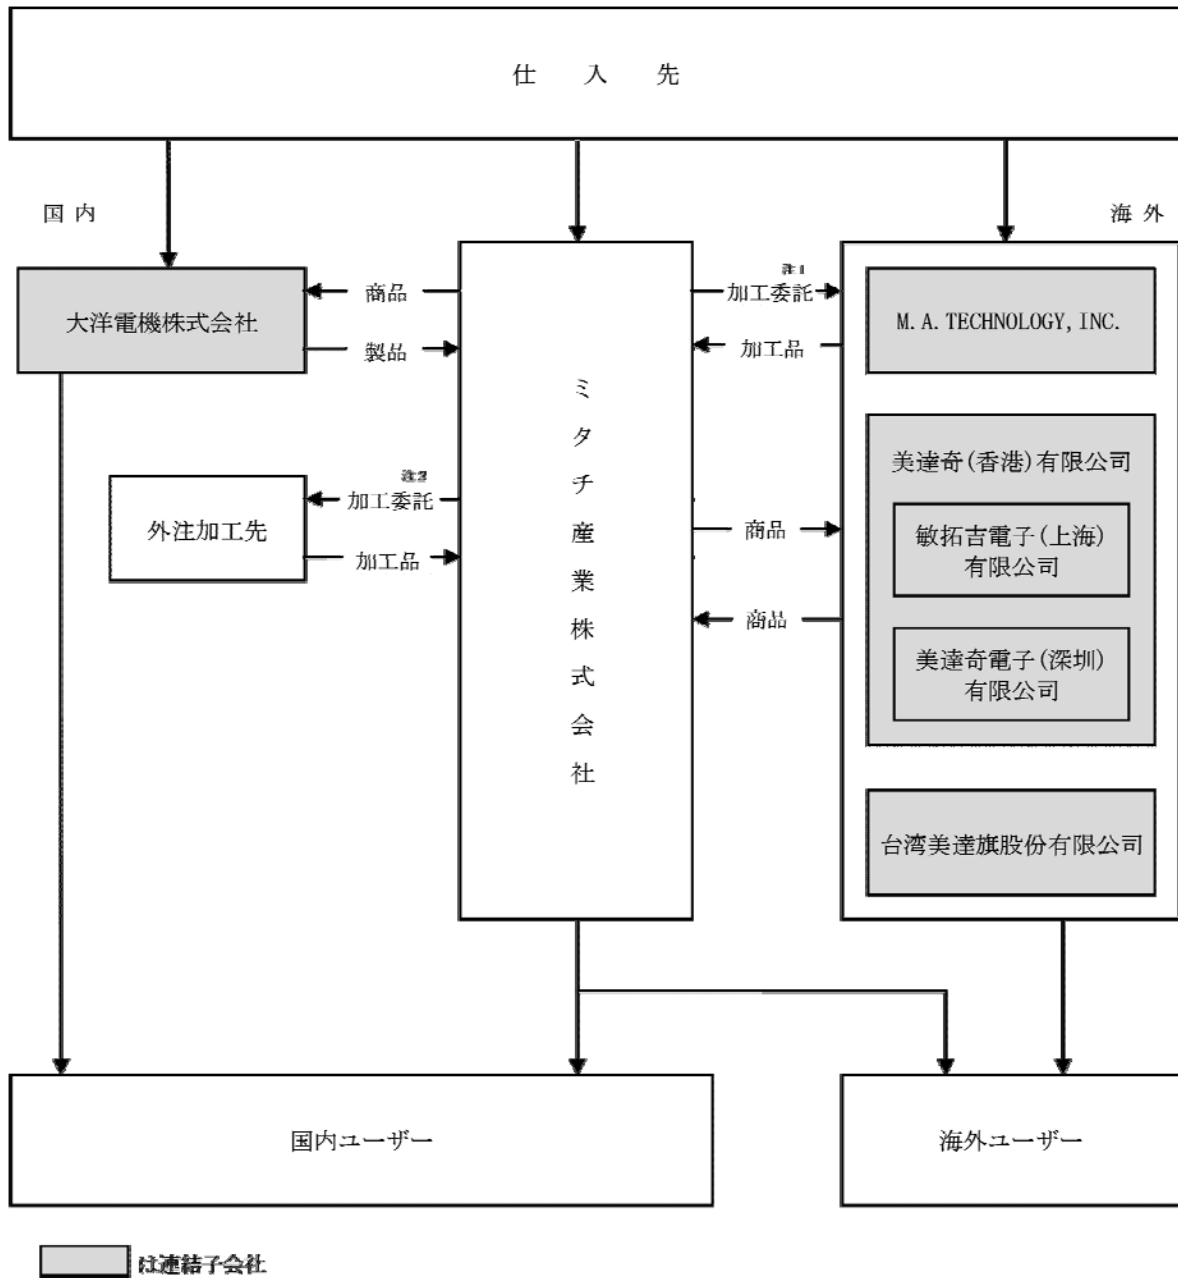 仕入先
国内
海外
大洋電機株式会社
商品
製品
注1
加工委託
加工品
M.A.TECHNOLOGY,INC.
ミタチ産業株式会社
外注加工先
注2
加工委託
加工品
商品
商品
美達奇(香港)有限公司
敏拓吉電子(上海)
有限公司
美達奇電子(深圳)
有限公司
台湾美達旗股份有限公司
国内ユーザー
海外ユーザー
は連結子会社